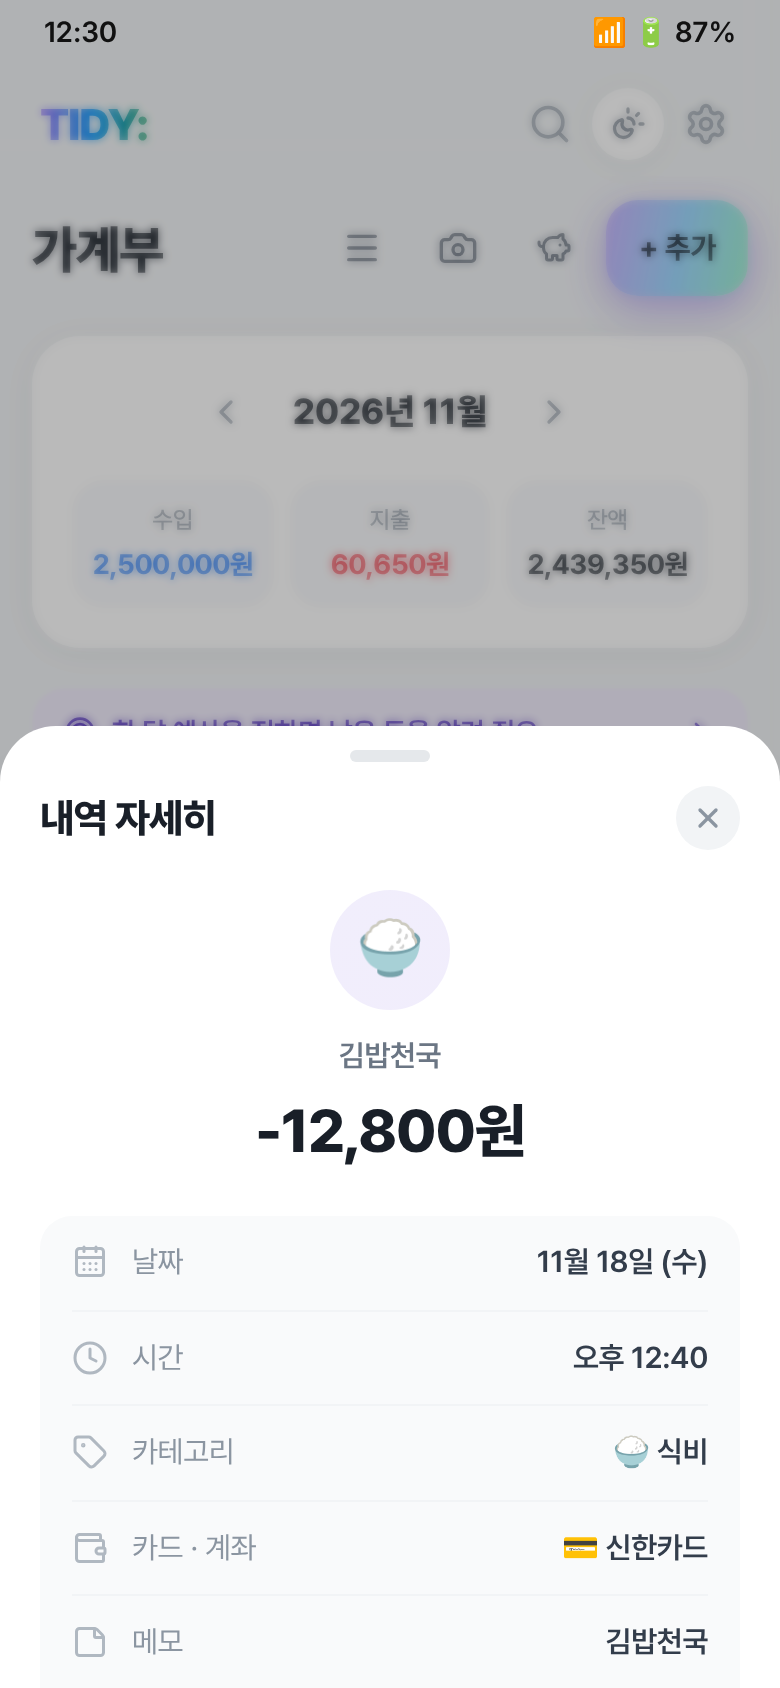 12:30 87%
TIDY:
가계부
+ 추가
2026년 11월
수입 지출 잔액
2,500,000원 60,650원 2,439,350원
내역 자세히
김밥천국
-12,800원
날짜 11월 18일 (수)
시간 오후 12:40
카테고리 식비
카드 · 계좌 신한카드
메모 김밥천국